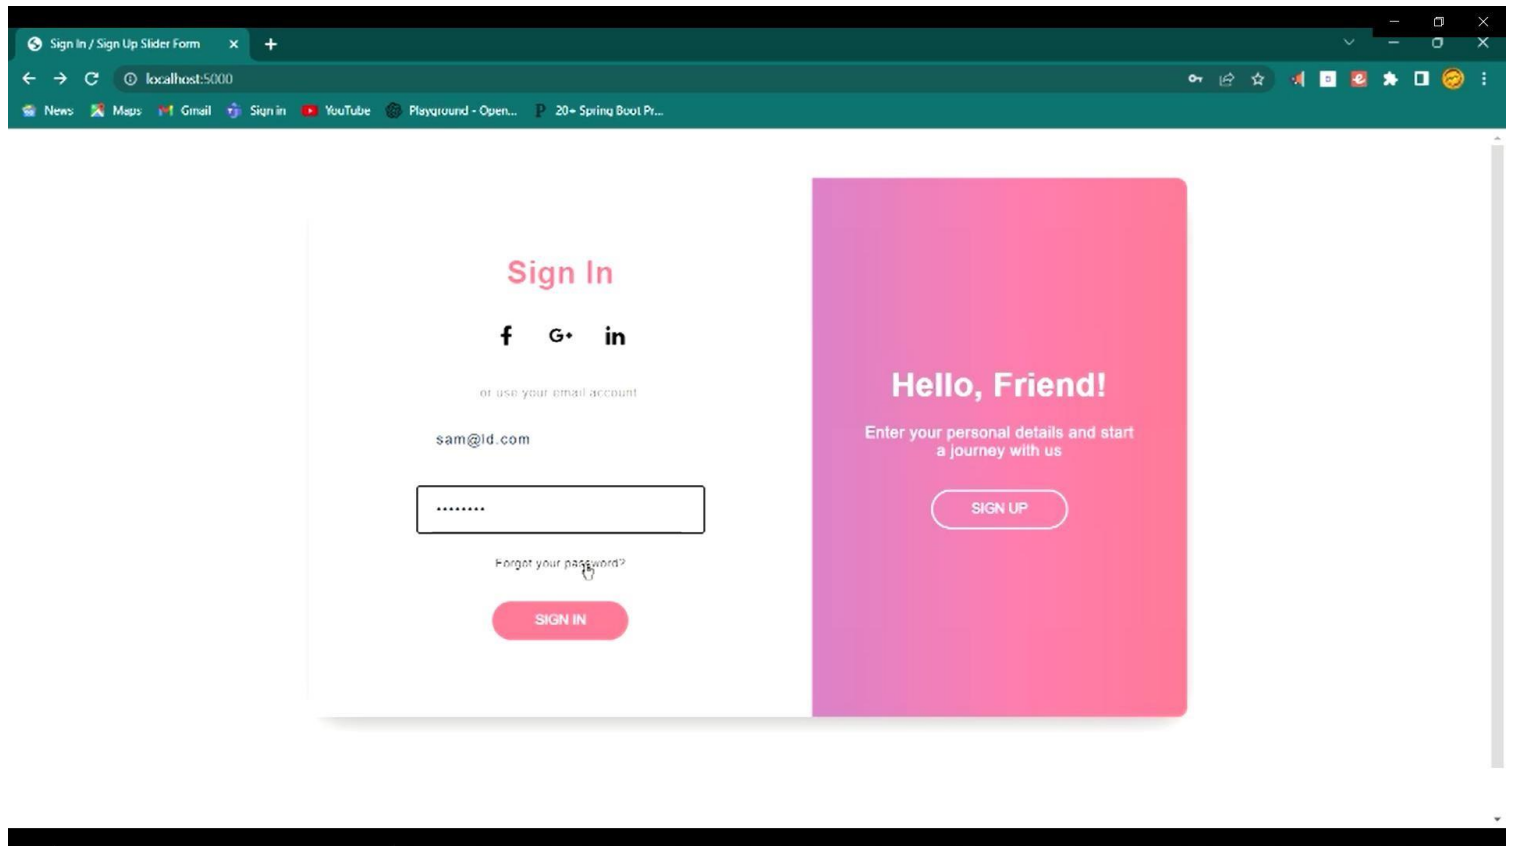 Sign In / Sign Up Slider Form
localhost:5000
News Maps Gmail Sign in YouTube Playground - Open... 20+ Spring Boot Pr...
Sign In
f G+ in
or use your email account
sam@ld.com
........
Forgot your password?
SIGN IN
Hello, Friend!
Enter your personal details and start
a journey with us
SIGN UP